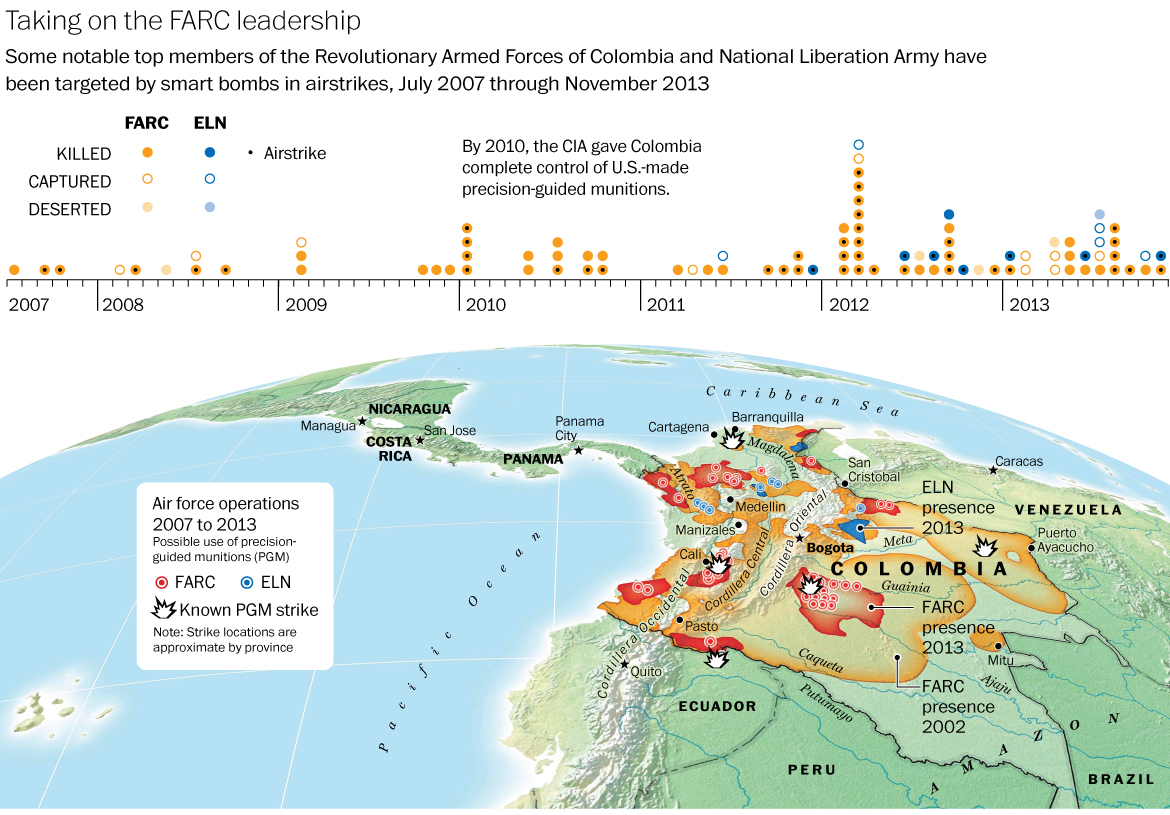 Taking on the FARC leadership
Some notable top members of the Revolutionary Armed Forces of Colombia and National Liberation Army have
been targeted by smart bombs in airstrikes, July 2007 through November 2013
FARC ELN
KILLED
• Airstrike
CAPTURED
DESERTED
By 2010, the CIA gave Colombia
complete control of U.S.-made
precision-guided munitions.
2007 2008 2009 2010 2011 2012 2013
Caribbean Sea
NICARAGUA
Managua
San Jose
COSTA
RICA
Panama
City
PANAMA
Cartagena
Barranquilla
Magdalena
Atrato
San
Cristobal
Caracas
VENEZUELA
ELN
presence
2013
Puerto
Ayacucho
Medellin
Manizales
Cordillera Oriental
Bogota
Meta
Cali
Cordillera Central
COLOMBIA
Guainia
Cordillera Occidental
FARC
presence
2013
Pasto
Mitu
Quito
Caqueta
Ajaju
FARC
presence
2002
Putumayo
ECUADOR
AMAZON
PERU
BRAZIL
Pacific Ocean
Air force operations
2007 to 2013
Possible use of precision-
guided munitions (PGM)
FARC ELN
Known PGM strike
Note: Strike locations are
approximate by province